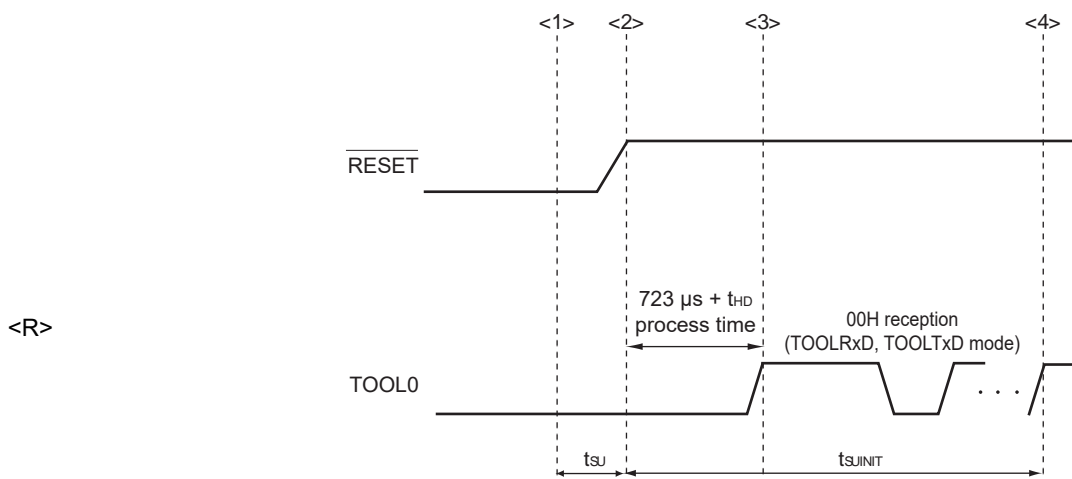 <1> <2> <3> <4>
RESET
723 µs + tHD
process time
00H reception
(TOOLRxD, TOOLTxD mode)
<R>
TOOL0
. . .
tSU tSUINIT